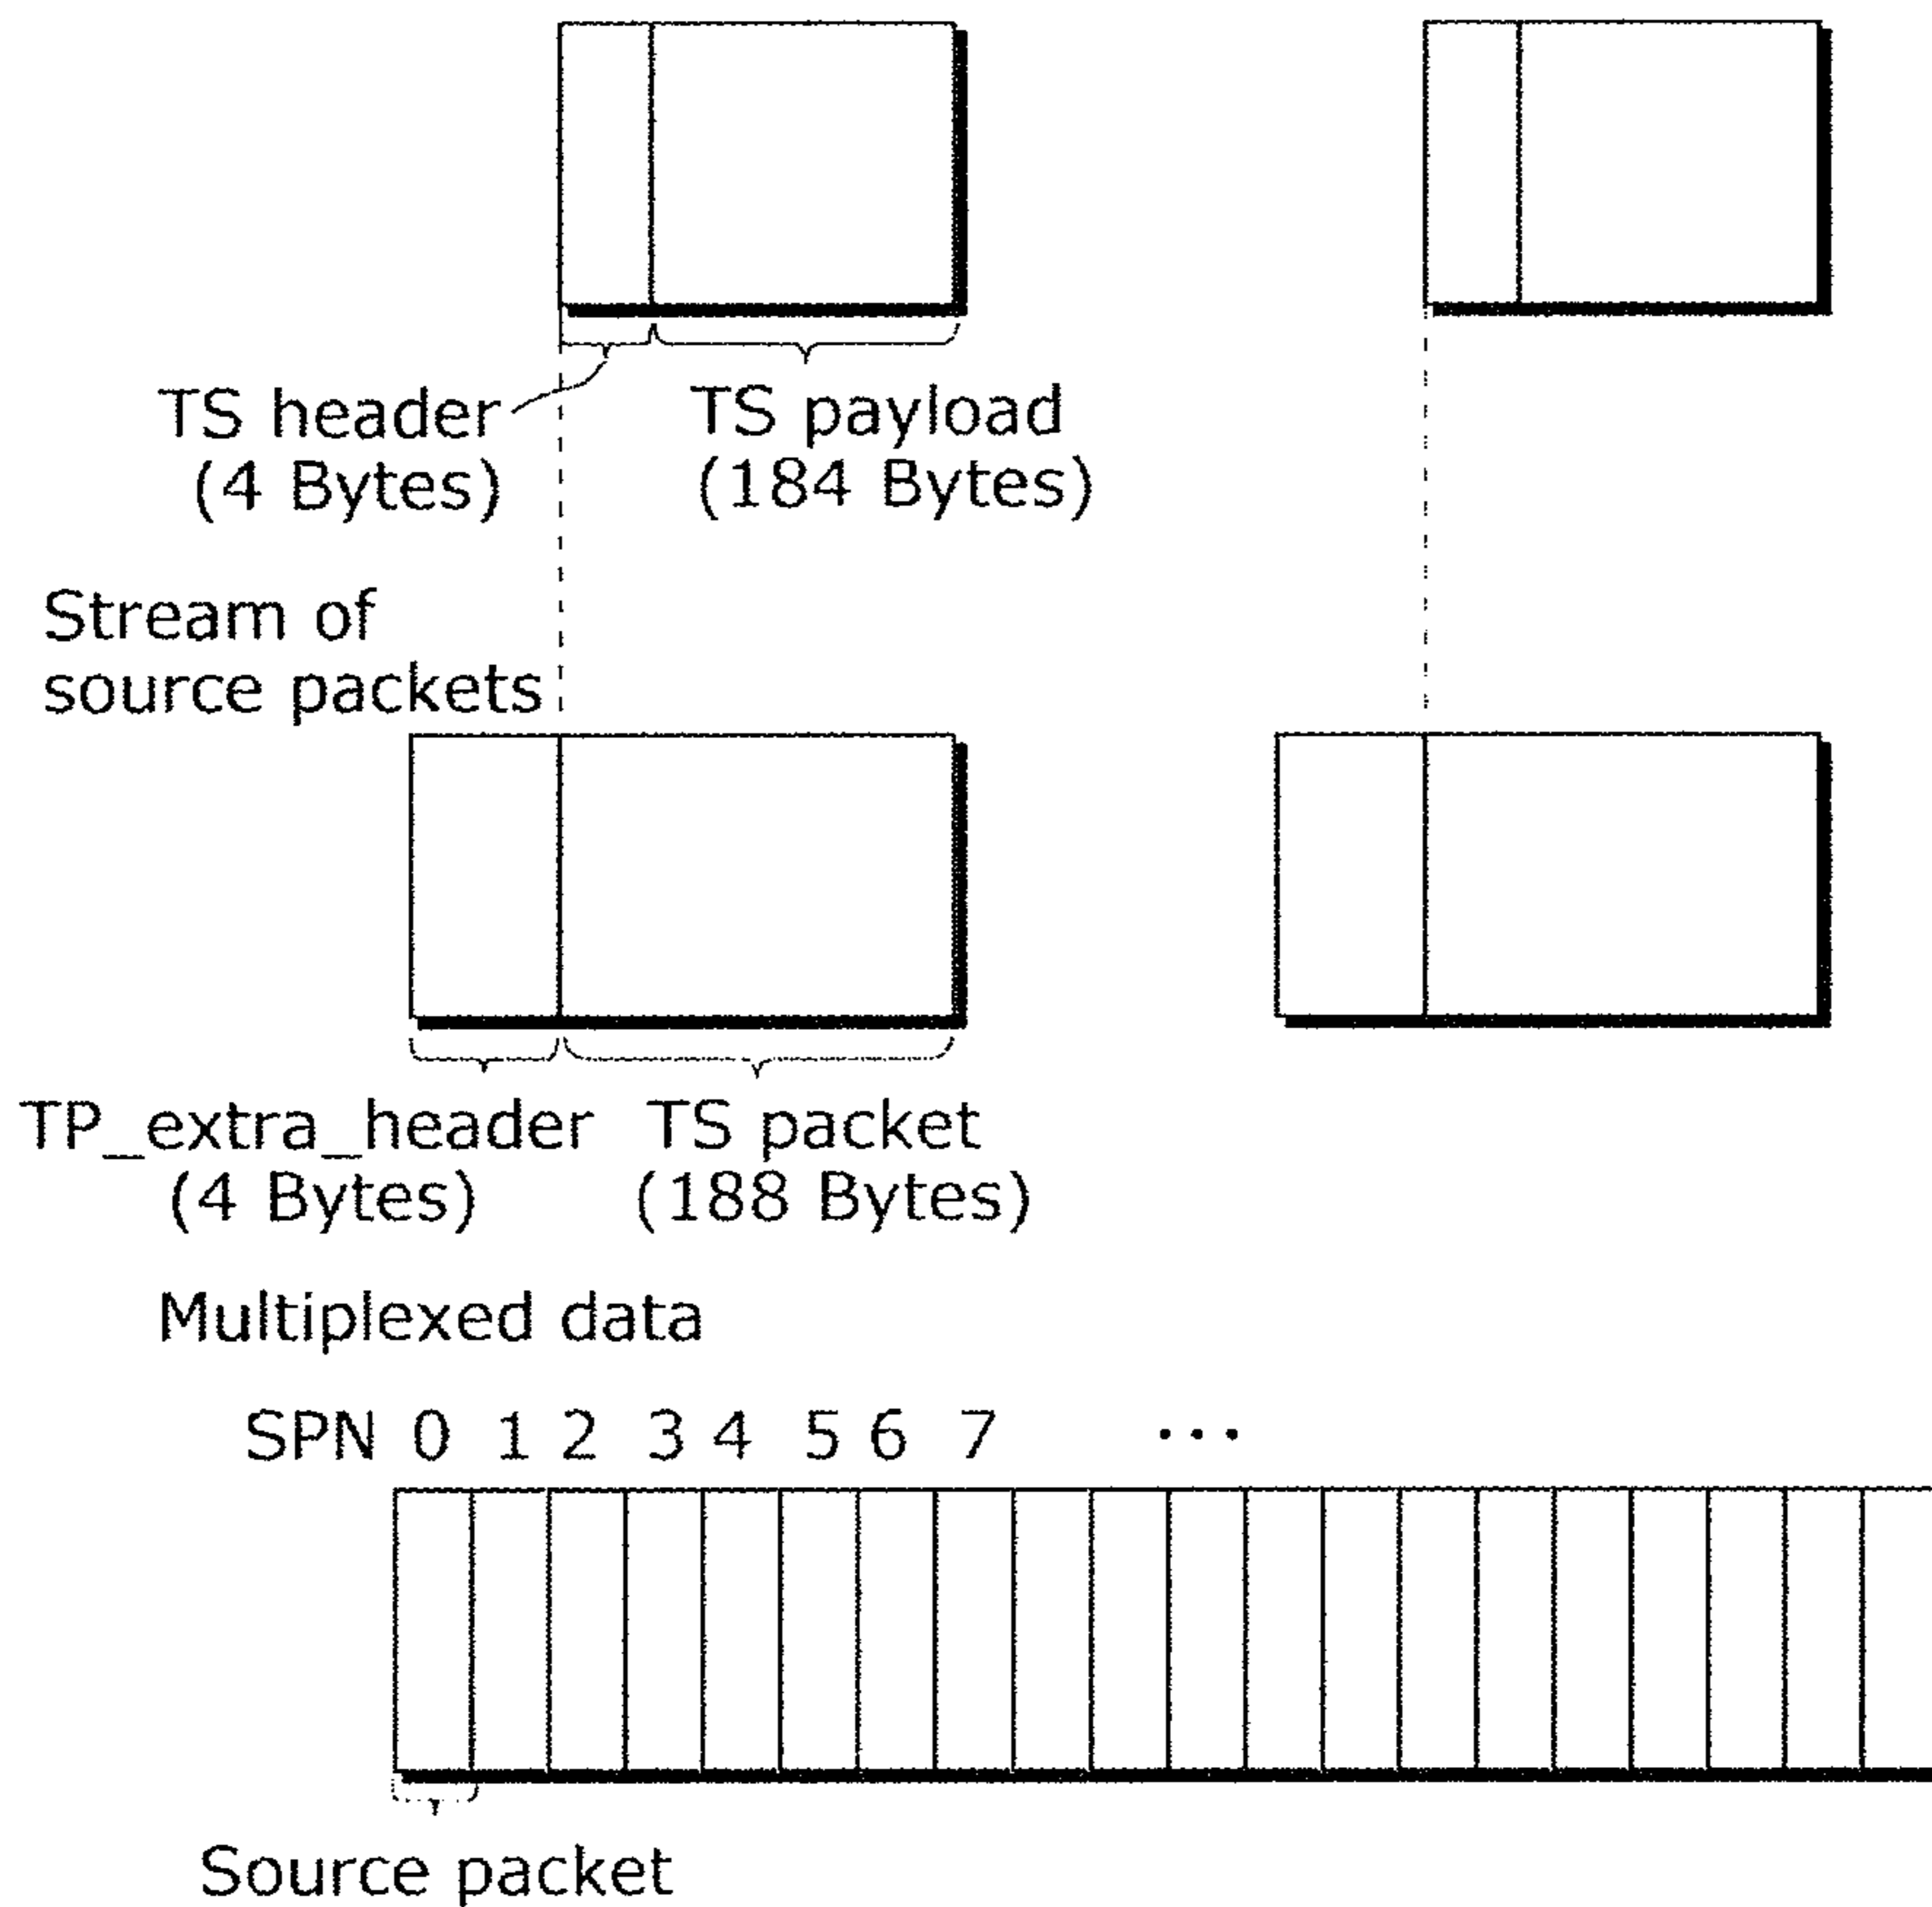 TS header TS payload
(4 Bytes) (184 Bytes)
Stream of
source packets
TP_extra_header TS packet
(4 Bytes) (188 Bytes)
Multiplexed data
SPN 0 1 2 3 4 5 6 7 ...
Source packet